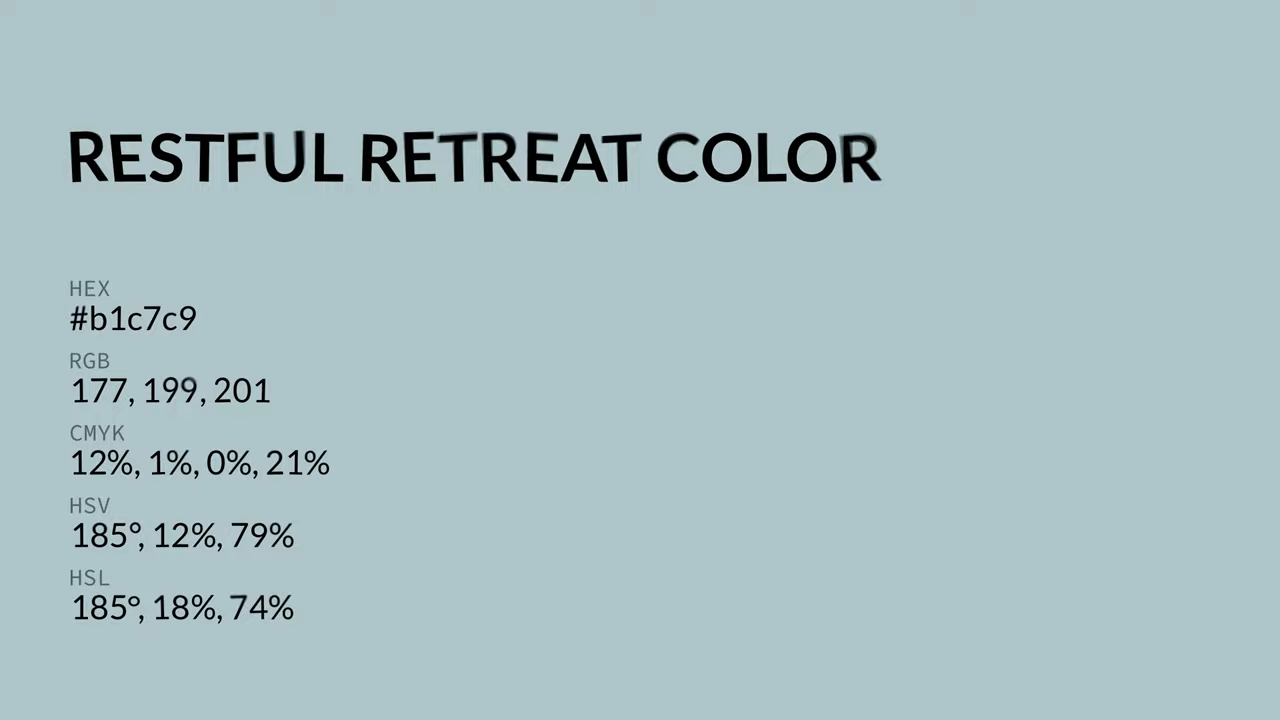 RESTFUL RETREAT COLOR
HEX
#b1c7c9
RGB
177, 199, 201
CMYK
12%, 1%, 0%, 21%
HSV
185°, 12%, 79%
HSL
185°, 18%, 74%